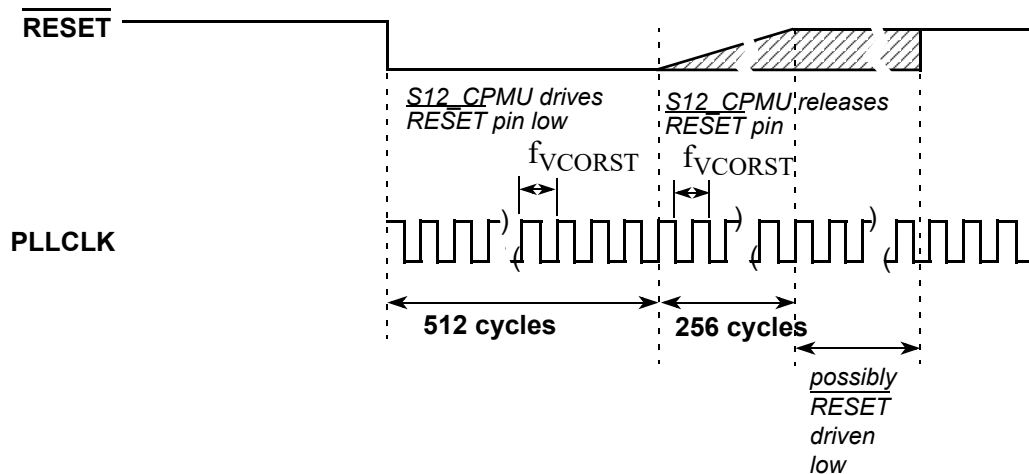 RESET
S12_CPMU drives
RESET pin low
S12_CPMU releases
RESET pin
fVCORST
fVCORST
PLLCLK
512 cycles
256 cycles
possibly
RESET
driven
low